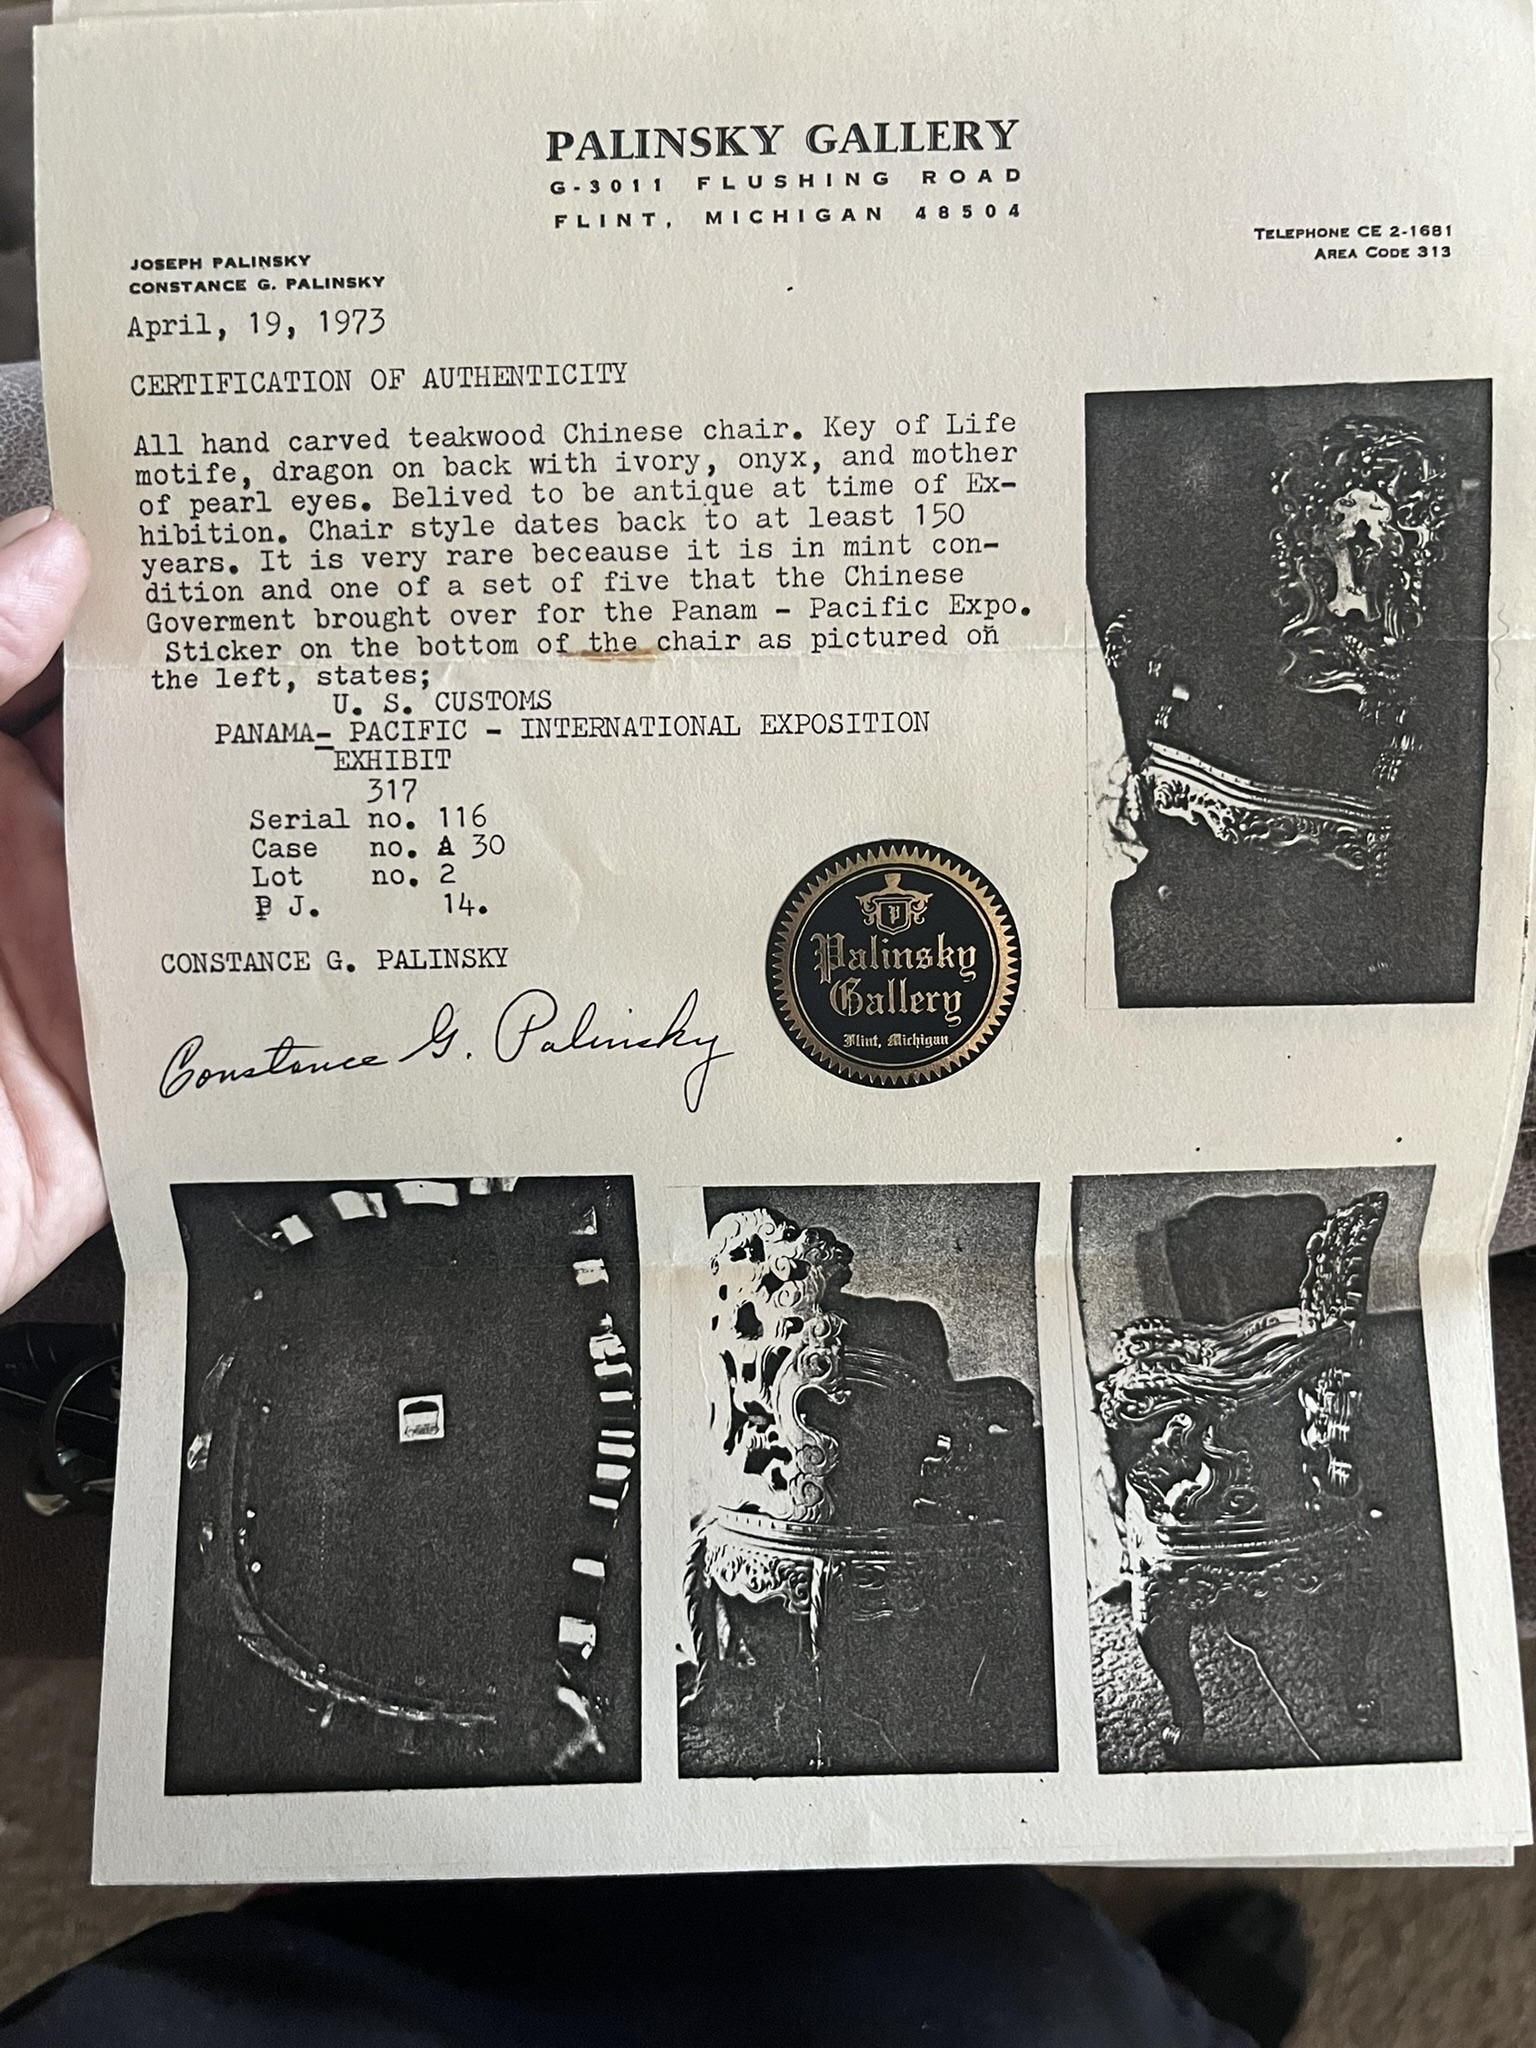 PALINSKY GALLERY
G-3011 FLUSHING ROAD
FLINT, MICHIGAN 48504
TELEPHONE CE 2-1681
AREA CODE 313
JOSEPH PALINSKY
CONSTANCE G. PALINSKY
April, 19, 1973
CERTIFICATION OF AUTHENTICITY
All hand carved teakwood Chinese chair. Key of Life
motife, dragon on back with ivory, onyx, and mother
of pearl eyes. Belived to be antique at time of Ex-
hibition. Chair style dates back to at least 150
years. It is very rare beceause it is in mint con-
dition and one of a set of five that the Chinese
Goverment brought over for the Panam - Pacific Expo.
Sticker on the bottom of the chair as pictured on
the left, states;
U. S. CUSTOMS
PANAMA- PACIFIC - INTERNATIONAL EXPOSITION
EXHIBIT
317
Serial no. 116
Case no. A 30
Lot no. 2
P J. 14.
CONSTANCE G. PALINSKY
Constance G. Palinsky
P
Palinsky
Gallery
Flint, Michigan